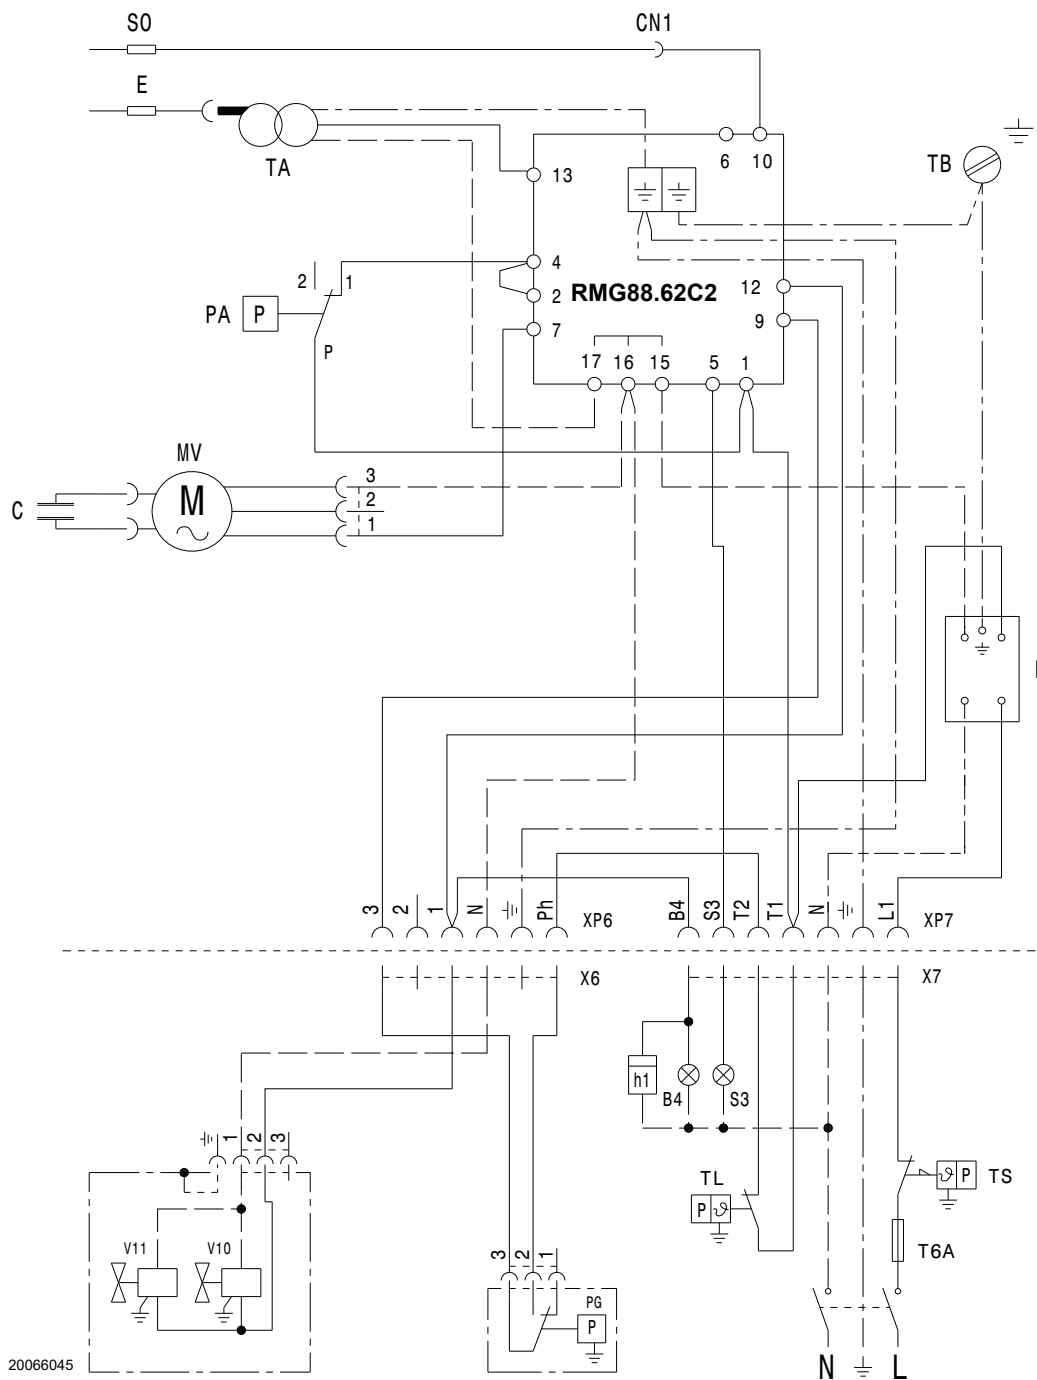 SO
CN1
E
TA
6
10
TB
13
4
2 RMG88.62C2
12
2
1
PA P
7
9
P
17 16 15 5 1
MV
3
C M
2
1
3
2
1
N
Ph
XP6
B4
S3
T2
T1
N
L1
XP7
X6
X7
h1
B4
S3
1
2
3
TL
P
P
TS
T6A
V11
V10
3
2
1
PG
P
20066045
N L